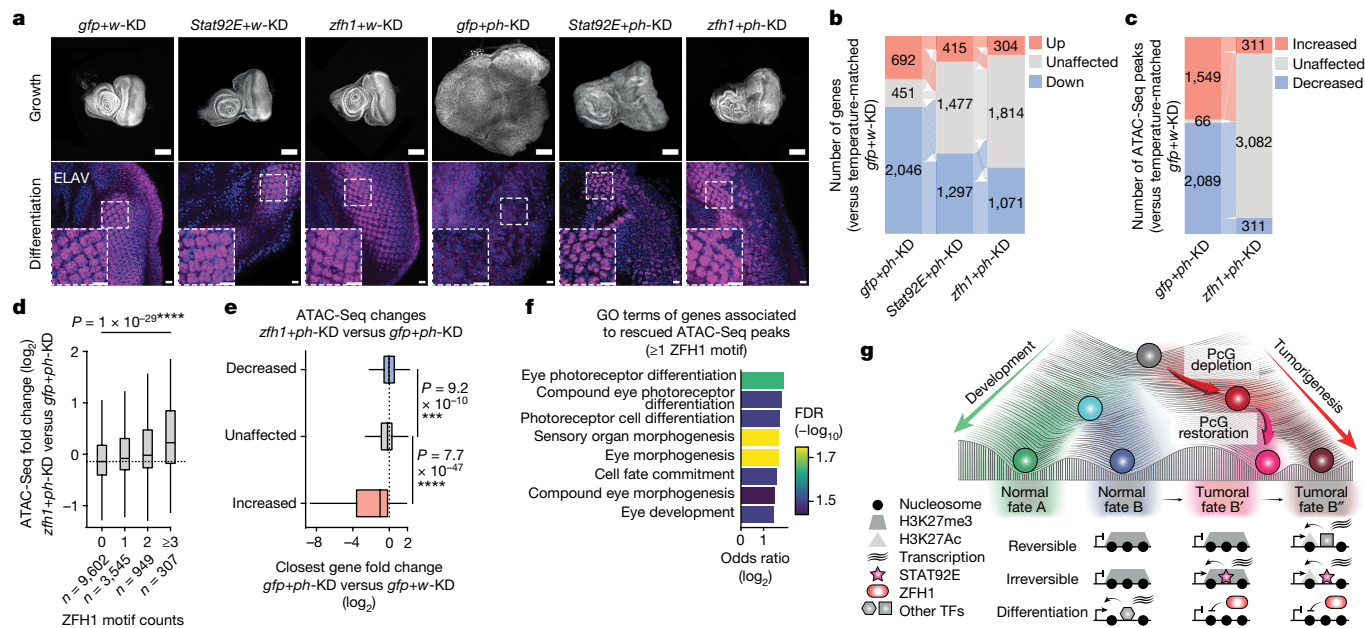 a
gfp+w-KD
Stat92E+w-KD
zfh1+w-KD
gfp+ph-KD
Stat92E+ph-KD
zfh1+ph-KD
Growth
Differentiation
ELAV
b
Number of genes
(versus temperature-matched
gfp+w-KD)
692
451
2,046
415
1,477
1,297
304
1,814
1,071
Up
Unaffected
Down
gfp+ph-KD
Stat92E+ph-KD
zfh1+ph-KD
c
Number of ATAC-Seq peaks
(versus temperature-matched
gfp+w-KD)
1,549
66
2,089
311
3,082
311
Increased
Unaffected
Decreased
gfp+ph-KD
zfh1+ph-KD
d
P = 1 × 10⁻²⁹****
ATAC-Seq fold change (log₂)
zfh1+ph-KD versus gfp+ph-KD
2
1
0
−1
0
1
2
≥3
n = 9,602
n = 3,545
n = 949
n = 307
ZFH1 motif counts
e
ATAC-Seq changes
zfh1+ph-KD versus gfp+ph-KD
Decreased
Unaffected
Increased
P = 9.2
× 10⁻¹⁰
***
P = 7.7
× 10⁻⁴⁷
****
−8
−4
0
2
Closest gene fold change
gfp+ph-KD versus gfp+w-KD
(log₂)
f
GO terms of genes associated
to rescued ATAC-Seq peaks
(≥1 ZFH1 motif)
Eye photoreceptor differentiation
Compound eye photoreceptor
differentiation
Photoreceptor cell differentiation
Sensory organ morphogenesis
Eye morphogenesis
Cell fate commitment
Compound eye morphogenesis
Eye development
0
1
Odds ratio
(log₂)
FDR
(−log₁₀)
1.7
1.5
g
Development
PcG
depletion
Tumorigenesis
PcG
restoration
Normal
fate A
Normal
fate B
Tumoral
fate B′
Tumoral
fate B″
Nucleosome
H3K27me3
H3K27Ac
Transcription
STAT92E
ZFH1
Other TFs
Reversible
Irreversible
Differentiation